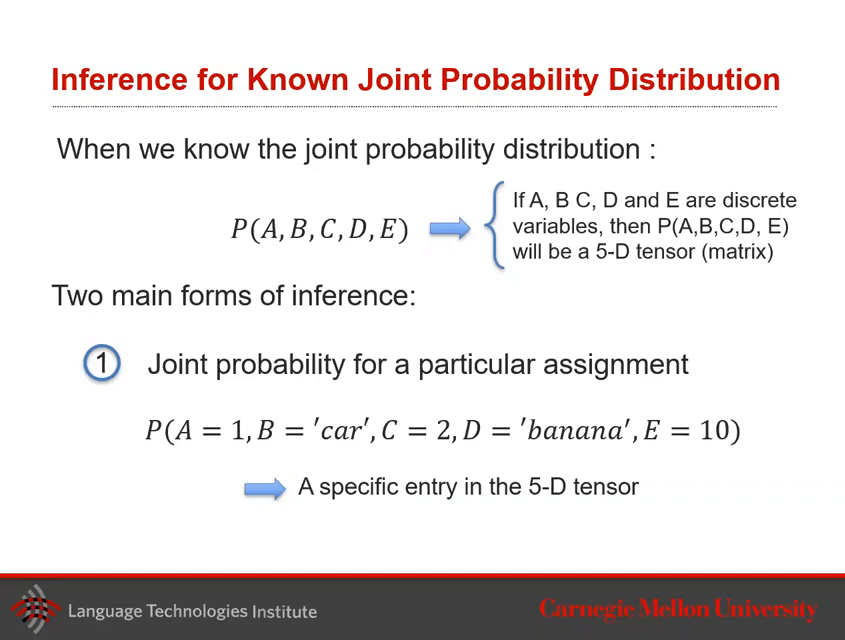 Inference for Known Joint Probability Distribution
When we know the joint probability distribution :
P(A, B, C, D, E)
If A, B C, D and E are discrete
variables, then P(A,B,C,D, E)
will be a 5-D tensor (matrix)
Two main forms of inference:
1 Joint probability for a particular assignment
P(A = 1, B = ′car′, C = 2, D = ′banana′, E = 10)
A specific entry in the 5-D tensor
Language Technologies Institute
Carnegie Mellon University